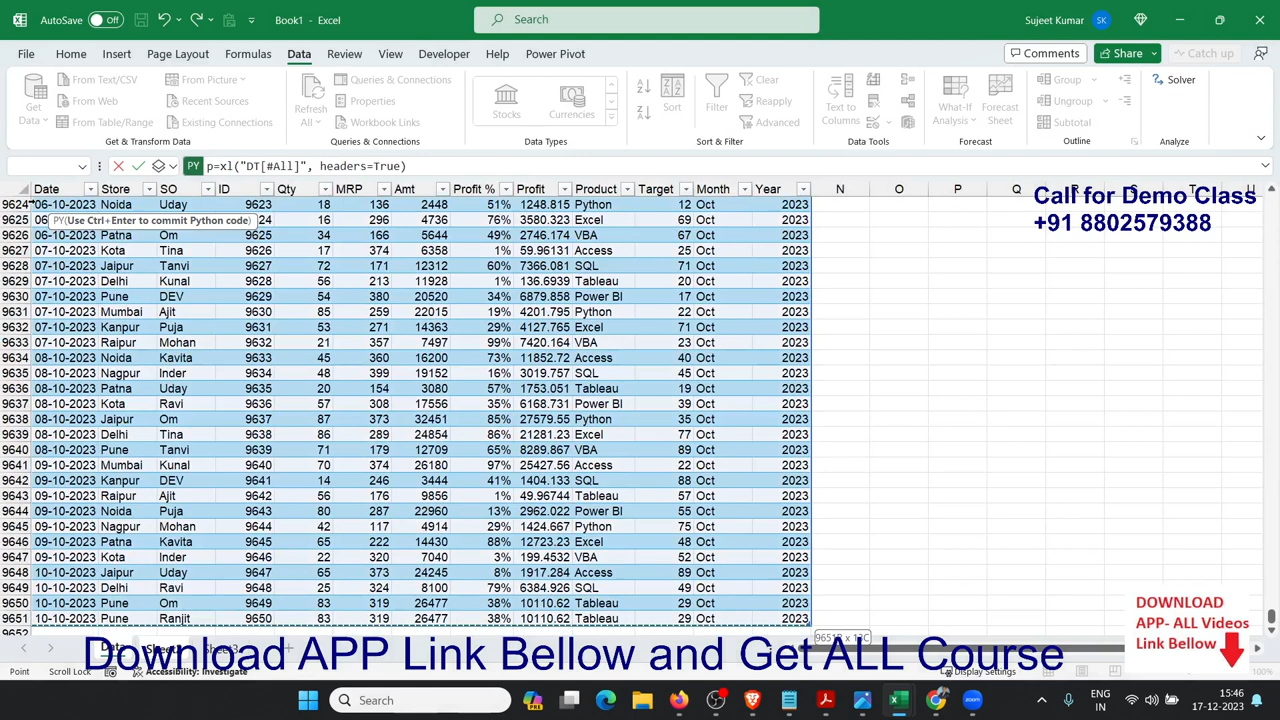 AutoSave Off Book1 - Excel Search Sujeet Kumar SK
File Home Insert Page Layout Formulas Data Review View Developer Help Power Pivot Comments Share Catch up
From Text/CSV From Picture Queries & Connections Clear Group Solver
Get Data From Web Recent Sources Refresh All Properties Stocks Currencies Sort Filter Reapply Text to Columns What-If Analysis Forecast Sheet Ungroup
From Table/Range Existing Connections Workbook Links Advanced Subtotal
Get & Transform Data Queries & Connections Data Types Sort & Filter Data Tools Forecast Outline Analyze
PY p=xl("DT[#All]", headers=True)
Date Store SO ID Qty MRP Amt Profit % Profit Product Target Month Year N O P Q R S T U
Call for Demo Class
+91 8802579388
9624 06-10-2023 Noida Uday 9623 18 136 2448 51% 1248.815 Python 12 Oct 2023
PY(Use Ctrl+Enter to commit Python code)
9625 06 24 16 296 4736 76% 3580.323 Excel 69 Oct 2023
9626 06-10-2023 Patna Om 9625 34 166 5644 49% 2746.174 VBA 67 Oct 2023
9627 07-10-2023 Kota Tina 9626 17 374 6358 1% 59.96131 Access 25 Oct 2023
9628 07-10-2023 Jaipur Tanvi 9627 72 171 12312 60% 7366.081 SQL 71 Oct 2023
9629 07-10-2023 Delhi Kunal 9628 56 213 11928 1% 136.6939 Tableau 20 Oct 2023
9630 07-10-2023 Pune DEV 9629 54 380 20520 34% 6879.858 Power BI 17 Oct 2023
9631 07-10-2023 Mumbai Ajit 9630 85 259 22015 19% 4201.795 Python 22 Oct 2023
9632 07-10-2023 Kanpur Puja 9631 53 271 14363 29% 4127.765 Excel 71 Oct 2023
9633 07-10-2023 Raipur Mohan 9632 21 357 7497 99% 7420.164 VBA 23 Oct 2023
9634 08-10-2023 Noida Kavita 9633 45 360 16200 73% 11852.72 Access 40 Oct 2023
9635 08-10-2023 Nagpur Inder 9634 48 399 19152 16% 3019.757 SQL 45 Oct 2023
9636 08-10-2023 Patna Uday 9635 20 154 3080 57% 1753.051 Tableau 19 Oct 2023
9637 08-10-2023 Kota Ravi 9636 57 308 17556 35% 6168.731 Power BI 39 Oct 2023
9638 08-10-2023 Jaipur Om 9637 87 373 32451 85% 27579.55 Python 35 Oct 2023
9639 08-10-2023 Delhi Tina 9638 86 289 24854 86% 21281.23 Excel 77 Oct 2023
9640 08-10-2023 Pune Tanvi 9639 71 179 12709 65% 8289.867 VBA 89 Oct 2023
9641 09-10-2023 Mumbai Kunal 9640 70 374 26180 97% 25427.56 Access 22 Oct 2023
9642 09-10-2023 Kanpur DEV 9641 14 246 3444 41% 1404.133 SQL 88 Oct 2023
9643 09-10-2023 Raipur Ajit 9642 56 176 9856 1% 49.96744 Tableau 57 Oct 2023
9644 09-10-2023 Noida Puja 9643 80 287 22960 13% 2962.022 Power BI 55 Oct 2023
9645 09-10-2023 Nagpur Mohan 9644 42 117 4914 29% 1424.667 Python 75 Oct 2023
9646 09-10-2023 Patna Kavita 9645 65 222 14430 88% 12723.23 Excel 48 Oct 2023
9647 09-10-2023 Kota Inder 9646 22 320 7040 3% 199.4532 VBA 52 Oct 2023
9648 10-10-2023 Jaipur Uday 9647 65 373 24245 8% 1917.284 Access 89 Oct 2023
9649 10-10-2023 Delhi Ravi 9648 25 324 8100 79% 6384.926 SQL 49 Oct 2023
9650 10-10-2023 Pune Om 9649 83 319 26477 38% 10110.62 Tableau 29 Oct 2023
9651 10-10-2023 Pune Ranjit 9650 83 319 26477 38% 10110.62 Tableau 29 Oct 2023
9652 9651R x 13C
DOWNLOAD
APP- ALL Videos
Link Bellow
Download APP Link Bellow and Get ALL Course
Point Scroll Lock Accessibility: Investigate Display Settings 100%
Search ENG IN 15:46
17-12-2023